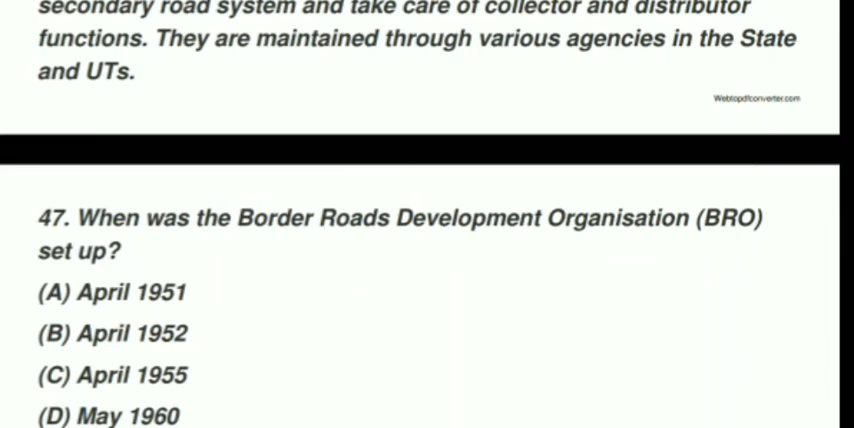 secondary road system and take care of collector and distributor
functions. They are maintained through various agencies in the State
and UTs.
Webtopdfconverter.com
47. When was the Border Roads Development Organisation (BRO)
set up?
(A) April 1951
(B) April 1952
(C) April 1955
(D) May 1960